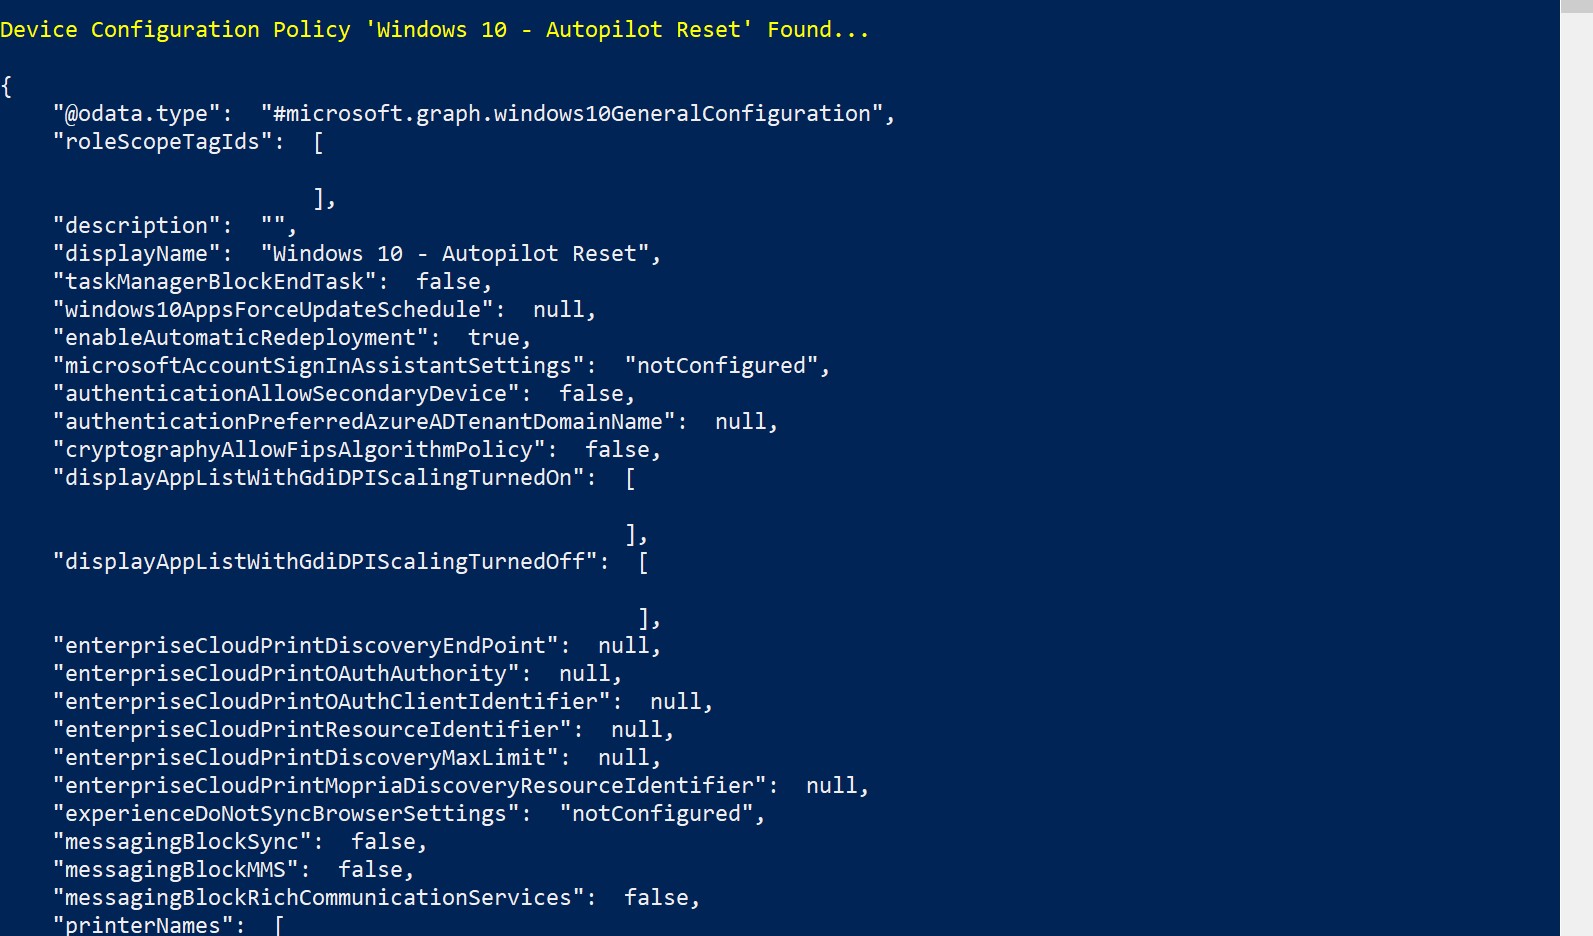 Device Configuration Policy 'Windows 10 - Autopilot Reset' Found...
{
"@odata.type":  "#microsoft.graph.windows10GeneralConfiguration",
"roleScopeTagIds":  [
],
"description":  "",
"displayName":  "Windows 10 - Autopilot Reset",
"taskManagerBlockEndTask":  false,
"windows10AppsForceUpdateSchedule":  null,
"enableAutomaticRedeployment":  true,
"microsoftAccountSignInAssistantSettings":  "notConfigured",
"authenticationAllowSecondaryDevice":  false,
"authenticationPreferredAzureADTenantDomainName":  null,
"cryptographyAllowFipsAlgorithmPolicy":  false,
"displayAppListWithGdiDPIScalingTurnedOn":  [
],
"displayAppListWithGdiDPIScalingTurnedOff":  [
],
"enterpriseCloudPrintDiscoveryEndPoint":  null,
"enterpriseCloudPrintOAuthAuthority":  null,
"enterpriseCloudPrintOAuthClientIdentifier":  null,
"enterpriseCloudPrintResourceIdentifier":  null,
"enterpriseCloudPrintDiscoveryMaxLimit":  null,
"enterpriseCloudPrintMopriaDiscoveryResourceIdentifier":  null,
"experienceDoNotSyncBrowserSettings":  "notConfigured",
"messagingBlockSync":  false,
"messagingBlockMMS":  false,
"messagingBlockRichCommunicationServices":  false,
"printerNames":  [